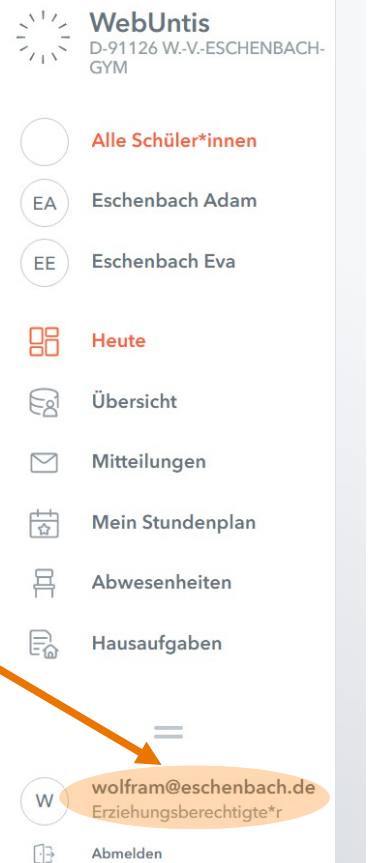 WebUntis
D-91126 W.-V.-ESCHENBACH-
GYM
Alle Schüler*innen
EA Eschenbach Adam
EE Eschenbach Eva
Heute
Übersicht
Mitteilungen
Mein Stundenplan
Abwesenheiten
Hausaufgaben
W wolfram@eschenbach.de
Erziehungsberechtigte*r
Abmelden